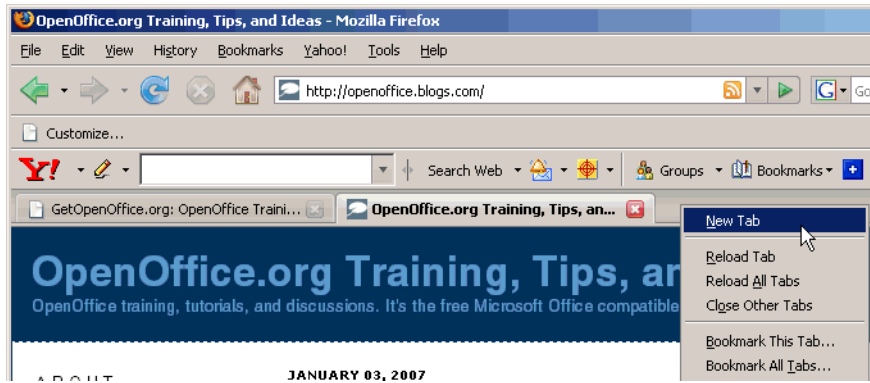 OpenOffice.org Training, Tips, and Ideas - Mozilla Firefox
File Edit View History Bookmarks Yahoo! Tools Help
http://openoffice.blogs.com/ G Go
Customize...
Y! Search Web Groups Bookmarks
GetOpenOffice.org: OpenOffice Traini... OpenOffice.org Training, Tips, an...
New Tab
Reload Tab
Reload All Tabs
Close Other Tabs
Bookmark This Tab...
Bookmark All Tabs...
OpenOffice.org Training, Tips, ar
OpenOffice training, tutorials, and discussions. It's the free Microsoft Office compatible
JANUARY 03, 2007
ABOUT